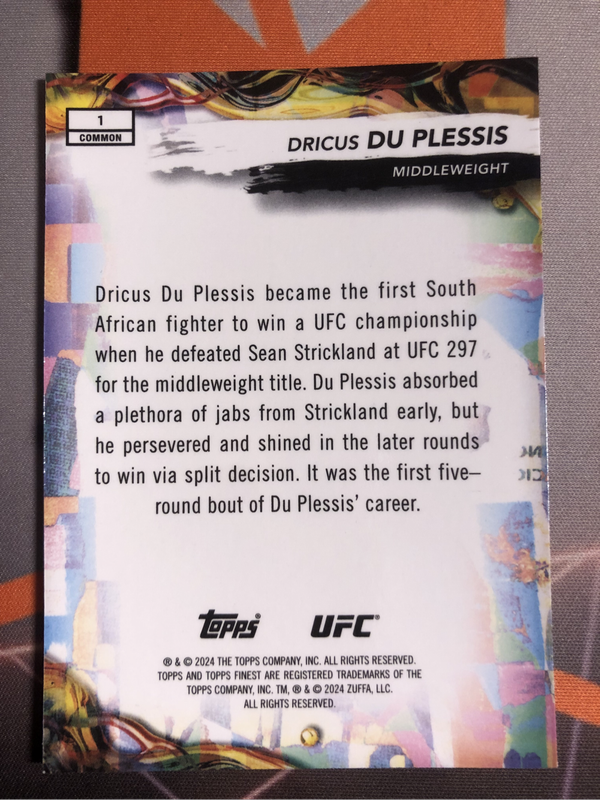 1
COMMON
DRICUS DU PLESSIS
MIDDLEWEIGHT
Dricus Du Plessis became the first South
African fighter to win a UFC championship
when he defeated Sean Strickland at UFC 297
for the middleweight title. Du Plessis absorbed
a plethora of jabs from Strickland early, but
he persevered and shined in the later rounds
to win via split decision. It was the first five–
round bout of Du Plessis’ career.
topps® UFC®
® & © 2024 THE TOPPS COMPANY, INC. ALL RIGHTS RESERVED.
TOPPS AND TOPPS FINEST ARE REGISTERED TRADEMARKS OF THE
TOPPS COMPANY, INC. TM, ® & © 2024 ZUFFA, LLC.
ALL RIGHTS RESERVED.